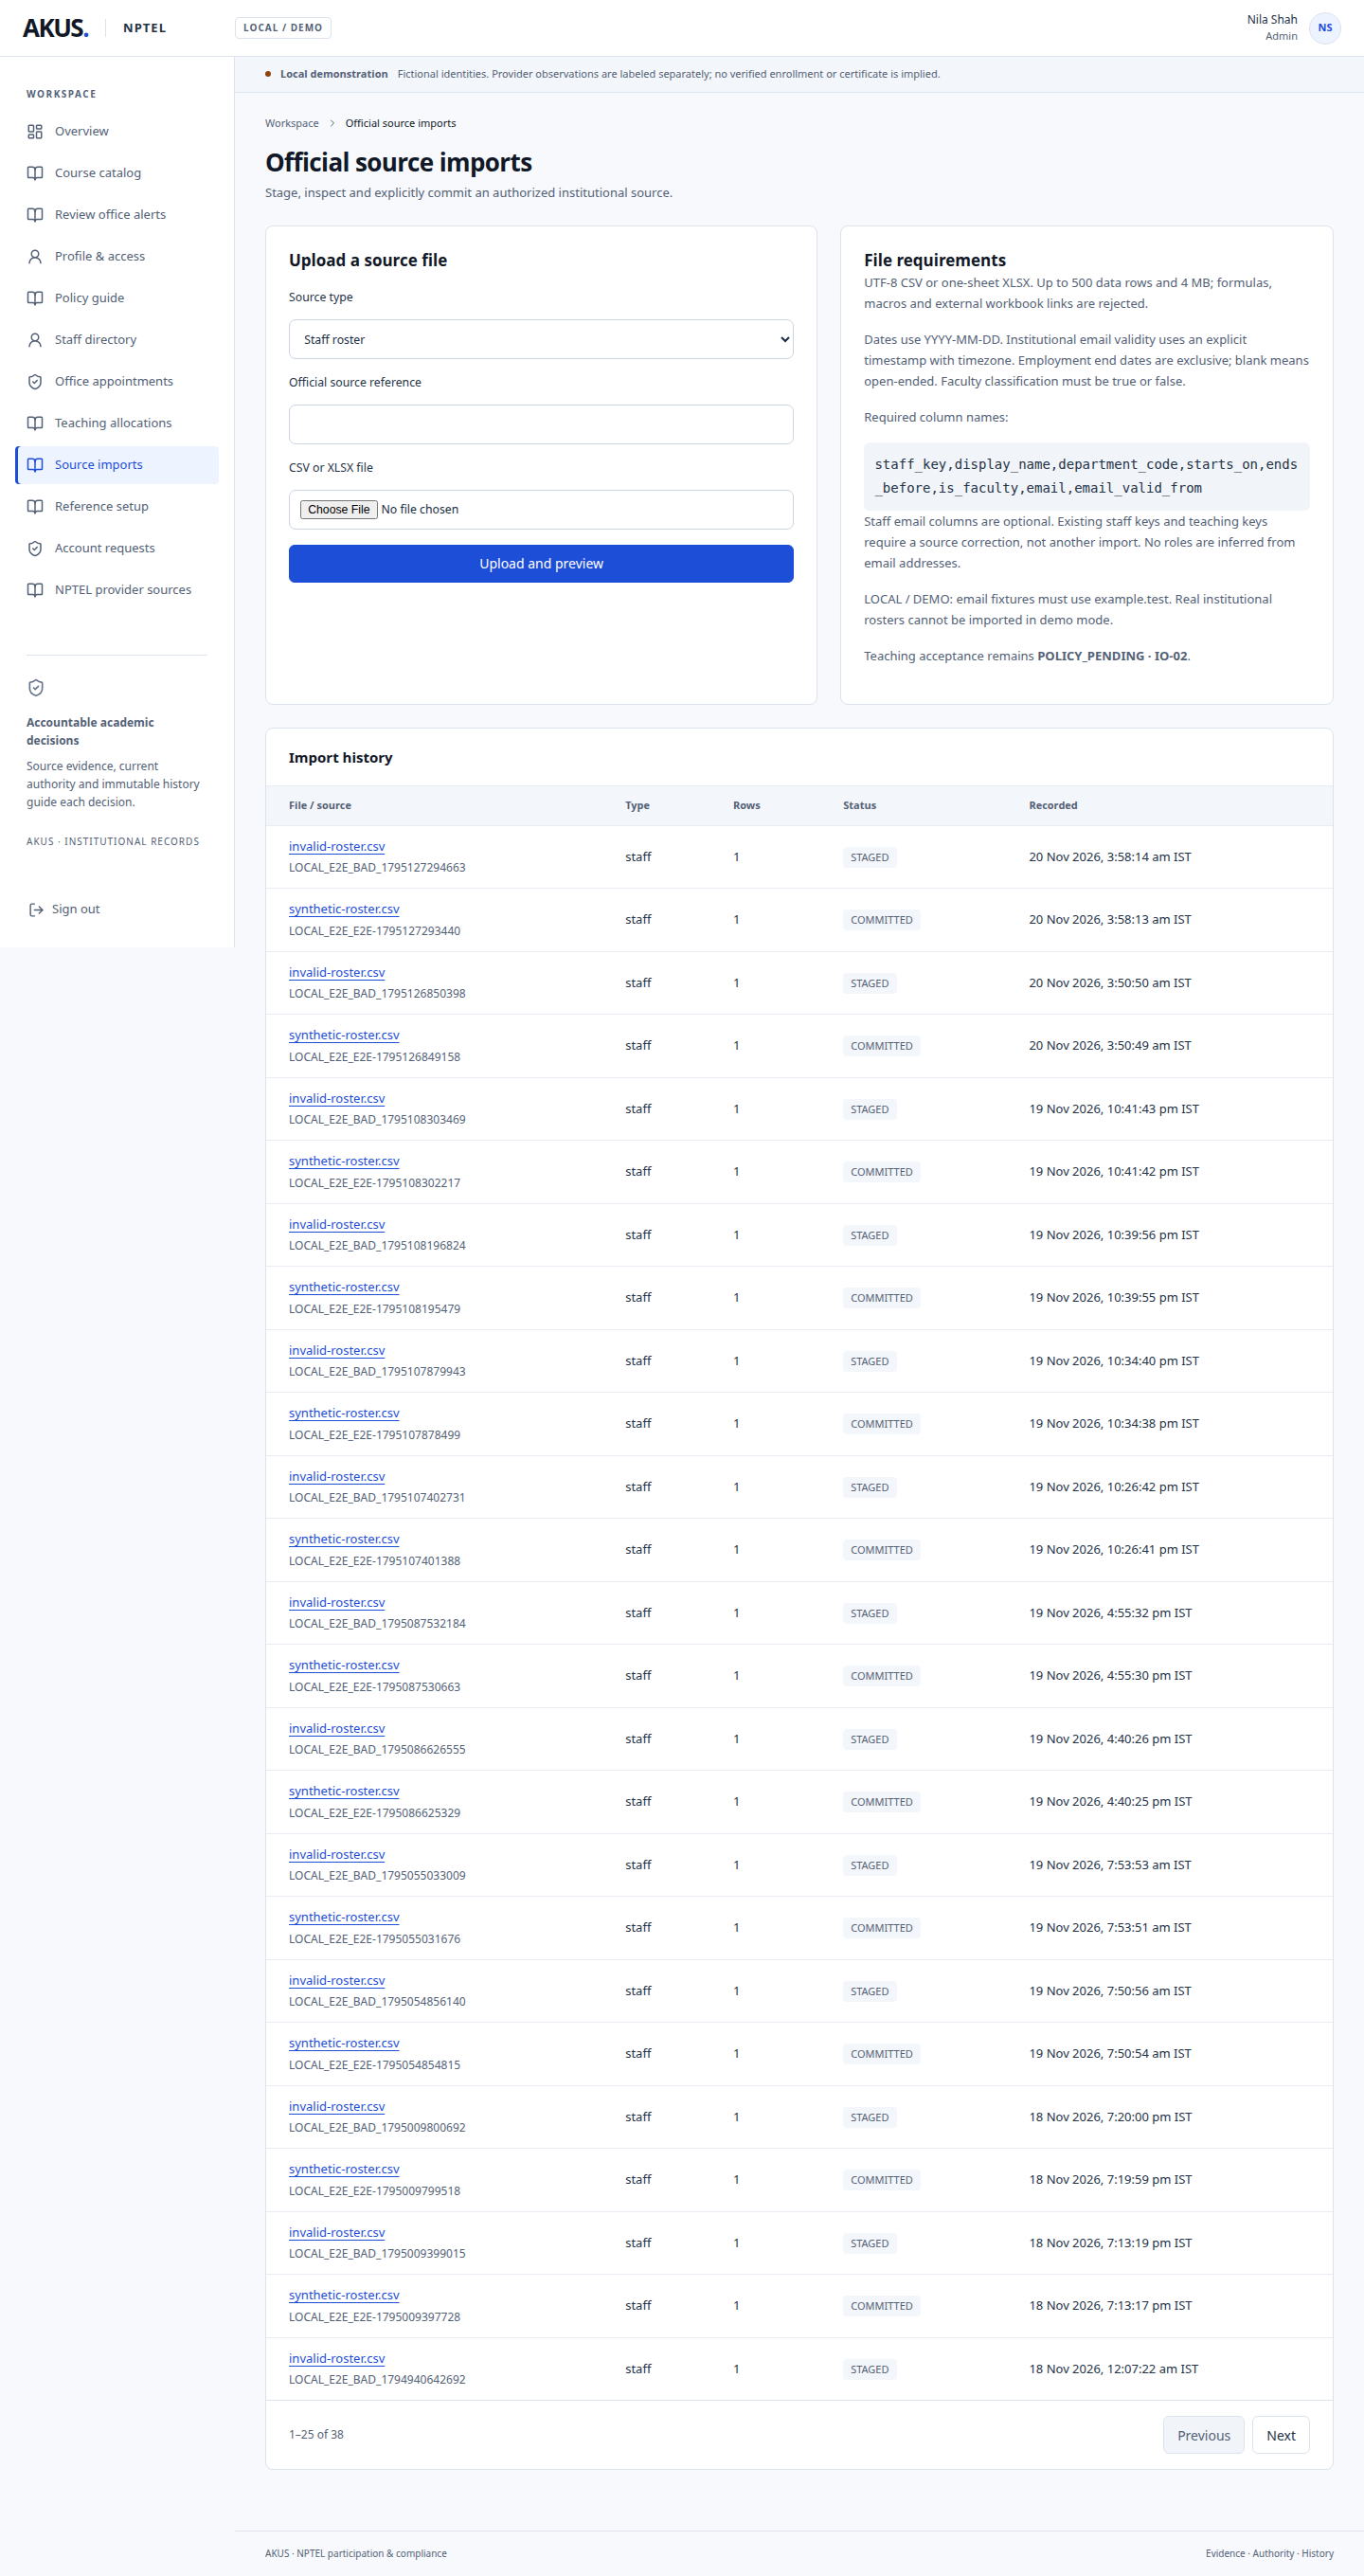 AKUS.
NPTEL
LOCAL / DEMO
Nila Shah
Admin
NS
WORKSPACE
Overview
Course catalog
Review office alerts
Profile & access
Policy guide
Staff directory
Office appointments
Teaching allocations
Source imports
Reference setup
Account requests
NPTEL provider sources
Accountable academic
decisions
Source evidence, current
authority and immutable history
guide each decision.
AKUS · INSTITUTIONAL RECORDS
Sign out
Local demonstration Fictional identities. Provider observations are labeled separately; no verified enrollment or certificate is implied.
Workspace > Official source imports
Official source imports
Stage, inspect and explicitly commit an authorized institutional source.
Upload a source file
Source type
Staff roster
Official source reference
CSV or XLSX file
Choose File No file chosen
Upload and preview
File requirements
UTF-8 CSV or one-sheet XLSX. Up to 500 data rows and 4 MB; formulas,
macros and external workbook links are rejected.
Dates use YYYY-MM-DD. Institutional email validity uses an explicit
timestamp with timezone. Employment end dates are exclusive; blank means
open-ended. Faculty classification must be true or false.
Required column names:
staff_key,display_name,department_code,starts_on,ends
_before,is_faculty,email,email_valid_from
Staff email columns are optional. Existing staff keys and teaching keys
require a source correction, not another import. No roles are inferred from
email addresses.
LOCAL / DEMO: email fixtures must use example.test. Real institutional
rosters cannot be imported in demo mode.
Teaching acceptance remains POLICY_PENDING · IO-02.
Import history
File / source Type Rows Status Recorded
invalid-roster.csv
LOCAL_E2E_BAD_1795127294663 staff 1 STAGED 20 Nov 2026, 3:58:14 am IST
synthetic-roster.csv
LOCAL_E2E_E2E-1795127293440 staff 1 COMMITTED 20 Nov 2026, 3:58:13 am IST
invalid-roster.csv
LOCAL_E2E_BAD_1795126850398 staff 1 STAGED 20 Nov 2026, 3:50:50 am IST
synthetic-roster.csv
LOCAL_E2E_E2E-1795126849158 staff 1 COMMITTED 20 Nov 2026, 3:50:49 am IST
invalid-roster.csv
LOCAL_E2E_BAD_1795108303469 staff 1 STAGED 19 Nov 2026, 10:41:43 pm IST
synthetic-roster.csv
LOCAL_E2E_E2E-1795108302217 staff 1 COMMITTED 19 Nov 2026, 10:41:42 pm IST
invalid-roster.csv
LOCAL_E2E_BAD_1795108196824 staff 1 STAGED 19 Nov 2026, 10:39:56 pm IST
synthetic-roster.csv
LOCAL_E2E_E2E-1795108195479 staff 1 COMMITTED 19 Nov 2026, 10:39:55 pm IST
invalid-roster.csv
LOCAL_E2E_BAD_1795107879943 staff 1 STAGED 19 Nov 2026, 10:34:40 pm IST
synthetic-roster.csv
LOCAL_E2E_E2E-1795107878499 staff 1 COMMITTED 19 Nov 2026, 10:34:38 pm IST
invalid-roster.csv
LOCAL_E2E_BAD_1795107402731 staff 1 STAGED 19 Nov 2026, 10:26:42 pm IST
synthetic-roster.csv
LOCAL_E2E_E2E-1795107401388 staff 1 COMMITTED 19 Nov 2026, 10:26:41 pm IST
invalid-roster.csv
LOCAL_E2E_BAD_1795087532184 staff 1 STAGED 19 Nov 2026, 4:55:32 pm IST
synthetic-roster.csv
LOCAL_E2E_E2E-1795087530663 staff 1 COMMITTED 19 Nov 2026, 4:55:30 pm IST
invalid-roster.csv
LOCAL_E2E_BAD_1795086626555 staff 1 STAGED 19 Nov 2026, 4:40:26 pm IST
synthetic-roster.csv
LOCAL_E2E_E2E-1795086625329 staff 1 COMMITTED 19 Nov 2026, 4:40:25 pm IST
invalid-roster.csv
LOCAL_E2E_BAD_1795055033009 staff 1 STAGED 19 Nov 2026, 7:53:53 am IST
synthetic-roster.csv
LOCAL_E2E_E2E-1795055031676 staff 1 COMMITTED 19 Nov 2026, 7:53:51 am IST
invalid-roster.csv
LOCAL_E2E_BAD_1795054856140 staff 1 STAGED 19 Nov 2026, 7:50:56 am IST
synthetic-roster.csv
LOCAL_E2E_E2E-1795054854815 staff 1 COMMITTED 19 Nov 2026, 7:50:54 am IST
invalid-roster.csv
LOCAL_E2E_BAD_1795009800692 staff 1 STAGED 18 Nov 2026, 7:20:00 pm IST
synthetic-roster.csv
LOCAL_E2E_E2E-1795009799518 staff 1 COMMITTED 18 Nov 2026, 7:19:59 pm IST
invalid-roster.csv
LOCAL_E2E_BAD_1795009399015 staff 1 STAGED 18 Nov 2026, 7:13:19 pm IST
synthetic-roster.csv
LOCAL_E2E_E2E-1795009397728 staff 1 COMMITTED 18 Nov 2026, 7:13:17 pm IST
invalid-roster.csv
LOCAL_E2E_BAD_1794940642692 staff 1 STAGED 18 Nov 2026, 12:07:22 am IST
1–25 of 38
Previous Next
AKUS · NPTEL participation & compliance
Evidence · Authority · History